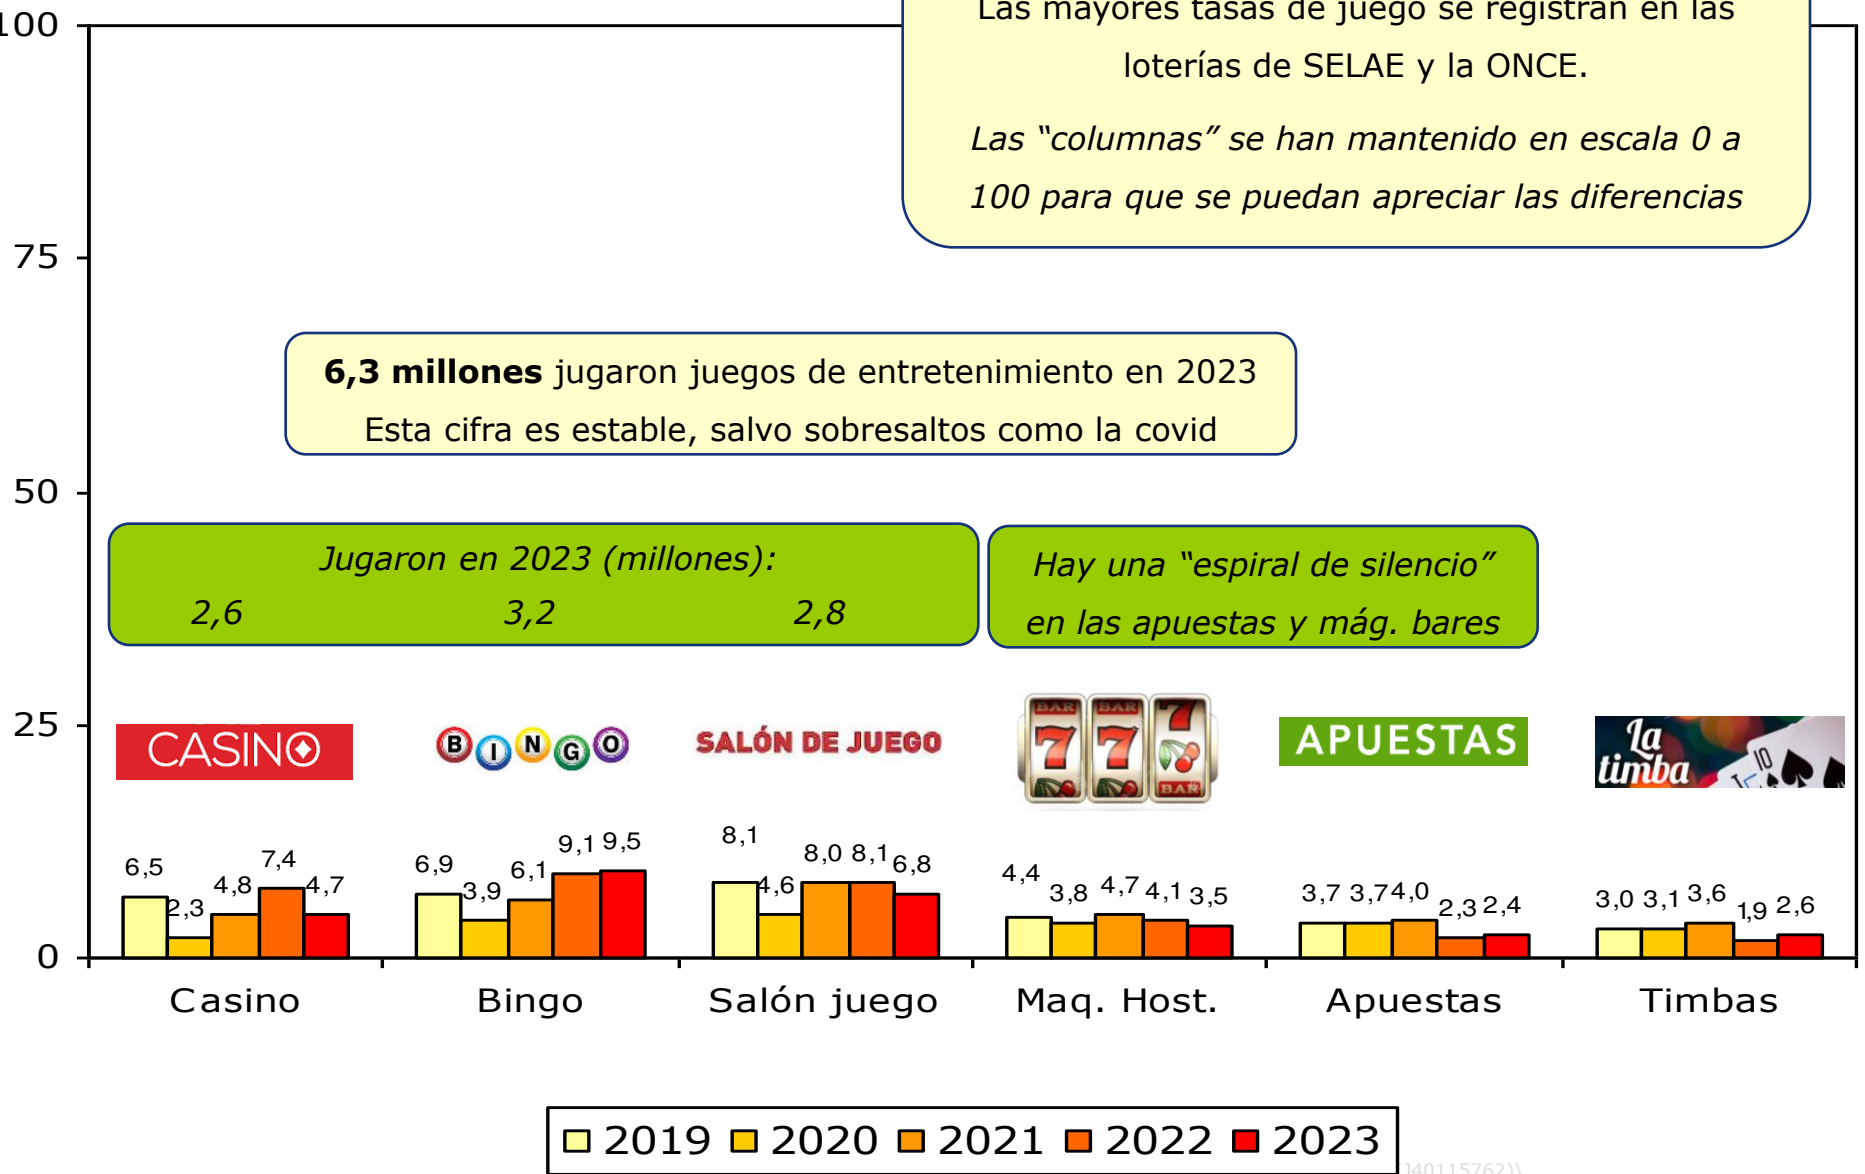 Las mayores tasas de juego se registran en las
loterías de SELAE y la ONCE.
Las “columnas” se han mantenido en escala 0 a
100 para que se puedan apreciar las diferencias
100
75
50
25
0
6,3 millones jugaron juegos de entretenimiento en 2023
Esta cifra es estable, salvo sobresaltos como la covid
Jugaron en 2023 (millones):
2,6 3,2 2,8
Hay una “espiral de silencio”
en las apuestas y mág. bares
CASINO
BINGO
SALÓN DE JUEGO
BAR BAR 7
7 7
BAR
APUESTAS
La
timba
10
6,5 2,3 4,8 7,4 4,7
6,9 3,9 6,1 9,1 9,5
8,1 4,6 8,0 8,1 6,8
4,4 3,8 4,7 4,1 3,5
3,7 3,7 4,0 2,3 2,4
3,0 3,1 3,6 1,9 2,6
Casino Bingo Salón juego Maq. Host. Apuestas Timbas
2019 2020 2021 2022 2023
J40115762)\